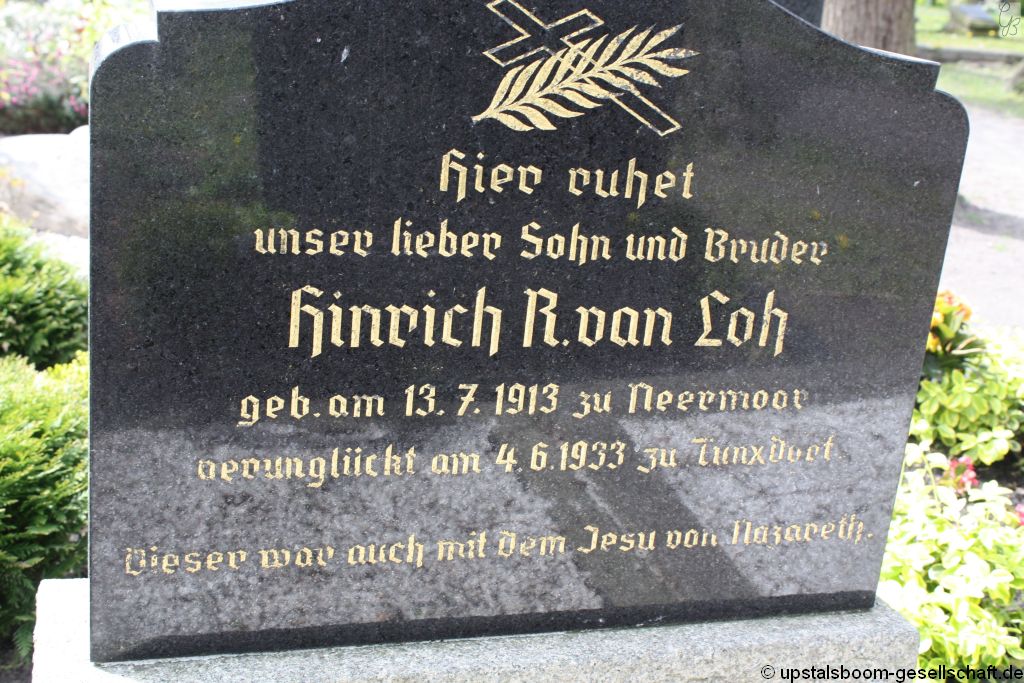 Hier ruhet
unser lieber Sohn und Bruder
Hinrich R. van Loh
geb. am 13. 7. 1913 zu Neermoor
verunglückt am 4. 6. 1933 zu Tunxdorf.
Dieser war auch mit dem Jesu von Nazareth.
© upstalsboom-gesellschaft.de